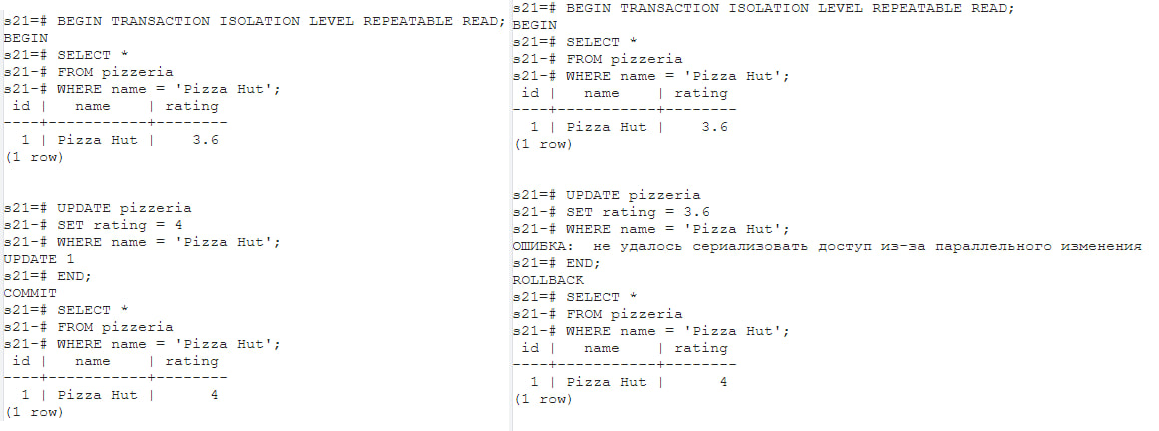 s21=# BEGIN TRANSACTION ISOLATION LEVEL REPEATABLE READ;
BEGIN
s21=# SELECT *
s21-# FROM pizzeria
s21-# WHERE name = 'Pizza Hut';
 id |   name    | rating
----+-----------+--------
  1 | Pizza Hut |    3.6
(1 row)
s21=# UPDATE pizzeria
s21-# SET rating = 4
s21-# WHERE name = 'Pizza Hut';
UPDATE 1
s21=# END;
COMMIT
s21=# SELECT *
s21-# FROM pizzeria
s21-# WHERE name = 'Pizza Hut';
 id |   name    | rating
----+-----------+--------
  1 | Pizza Hut |      4
(1 row)
s21=# BEGIN TRANSACTION ISOLATION LEVEL REPEATABLE READ;
BEGIN
s21=# SELECT *
s21-# FROM pizzeria
s21-# WHERE name = 'Pizza Hut';
 id |   name    | rating
----+-----------+--------
  1 | Pizza Hut |    3.6
(1 row)
s21=# UPDATE pizzeria
s21-# SET rating = 3.6
s21-# WHERE name = 'Pizza Hut';
ОШИБКА:  не удалось сериализовать доступ из-за параллельного изменения
s21=# END;
ROLLBACK
s21=# SELECT *
s21-# FROM pizzeria
s21-# WHERE name = 'Pizza Hut';
 id |   name    | rating
----+-----------+--------
  1 | Pizza Hut |      4
(1 row)